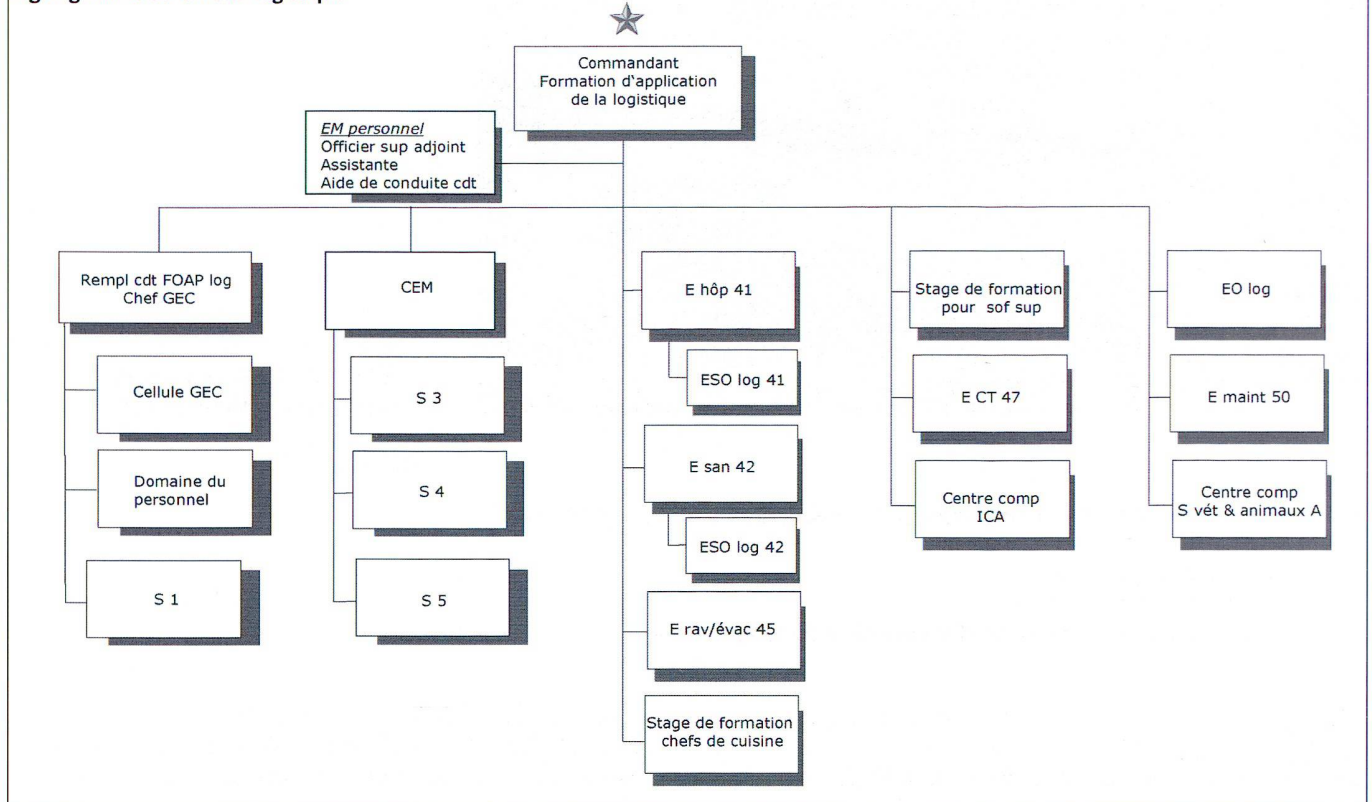 Commandant
Formation d'application
de la logistique
EM personnel
Officier sup adjoint
Assistante
Aide de conduite cdt
Rempl cdt FOAP log
Chef GEC
Cellule GEC
Domaine du
personnel
S 1
CEM
S 3
S 4
S 5
E hôp 41
ESO log 41
E san 42
ESO log 42
E rav/évac 45
Stage de formation
chefs de cuisine
Stage de formation
pour sof sup
E CT 47
Centre comp
ICA
EO log
E maint 50
Centre comp
S vét & animaux A